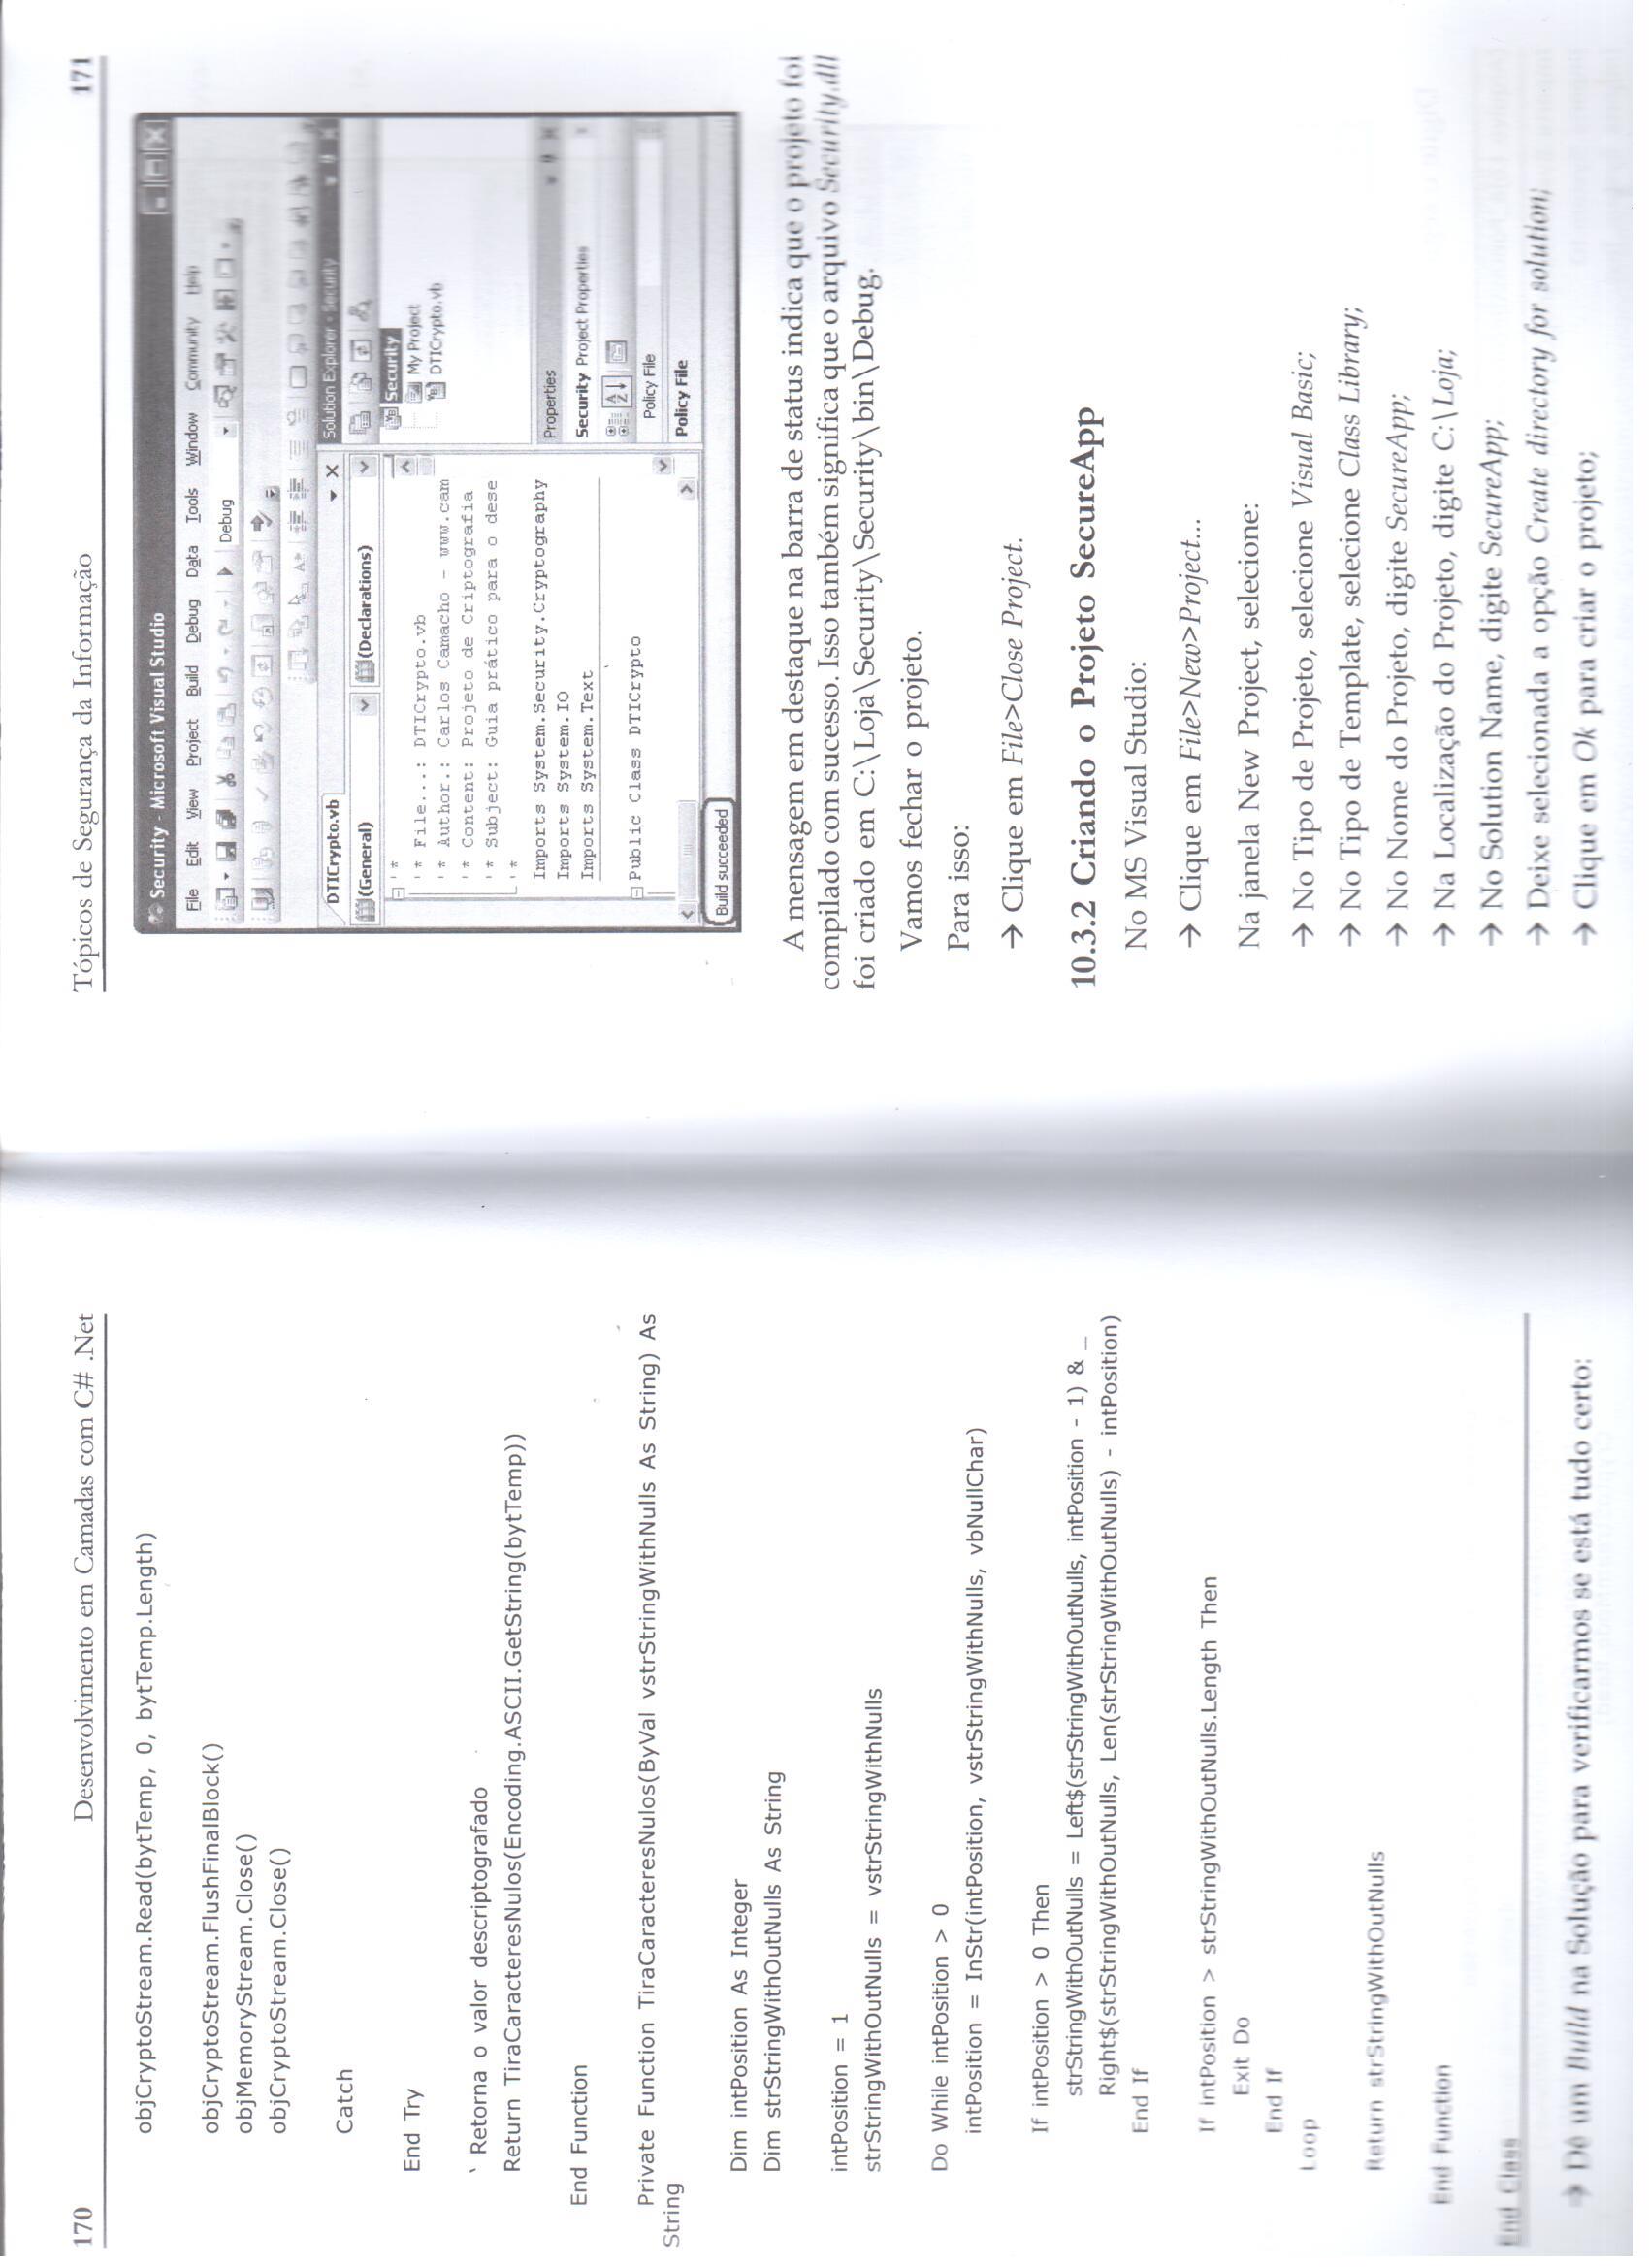 170 Desenvolvimento em Camadas com C# .Net
objCryptoStream.Read(bytTemp, 0, bytTemp.Length)
objCryptoStream.FlushFinalBlock()
objMemoryStream.Close()
objCryptoStream.Close()
Catch
End Try
‘ Retorna o valor descriptografado
Return TiraCaracteresNulos(Encoding.ASCII.GetString(bytTemp))
End Function
Private Function TiraCaracteresNulos(ByVal vstrStringWithNulls As String) As
String
Dim intPosition As Integer
Dim strStringWithOutNulls As String
intPosition = 1
strStringWithOutNulls = vstrStringWithNulls
Do While intPosition > 0
intPosition = InStr(intPosition, vstrStringWithNulls, vbNullChar)
If intPosition > 0 Then
strStringWithOutNulls = Left$(strStringWithOutNulls, intPosition - 1) & _
Right$(strStringWithOutNulls, Len(strStringWithOutNulls) - intPosition)
End If
If intPosition > strStringWithOutNulls.Length Then
Exit Do
End If
Loop
Return strStringWithOutNulls
End Function
End Class
→ Dê um Build na Solução para verificarmos se está tudo certo:
Tópicos de Segurança da Informação 171
Security - Microsoft Visual Studio
File Edit View Project Build Debug Data Tools Window Community Help
Debug
DTICrypto.vb
(General) (Declarations)
'*
'* File...: DTICrypto.vb
'* Author.: Carlos Camacho - www.cam
'* Content: Projeto de Criptografia
'* Subject: Guia prático para o dese
'*
Imports System.Security.Cryptography
Imports System.IO
Imports System.Text
Public Class DTICrypto
Solution Explorer - Security
Security
My Project
DTICrypto.vb
Properties
Security Project Properties
Policy File
Policy File
Build succeeded
A mensagem em destaque na barra de status indica que o projeto foi
compilado com sucesso. Isso também significa que o arquivo Security.dll
foi criado em C:\Loja\Security\Security\bin\Debug.
Vamos fechar o projeto.
Para isso:
→ Clique em File>Close Project.
10.3.2 Criando o Projeto SecureApp
No MS Visual Studio:
→ Clique em File>New>Project...
Na janela New Project, selecione:
→ No Tipo de Projeto, selecione Visual Basic;
→ No Tipo de Template, selecione Class Library;
→ No Nome do Projeto, digite SecureApp;
→ Na Localização do Projeto, digite C:\Loja;
→ No Solution Name, digite SecureApp;
→ Deixe selecionada a opção Create directory for solution;
→ Clique em Ok para criar o projeto;